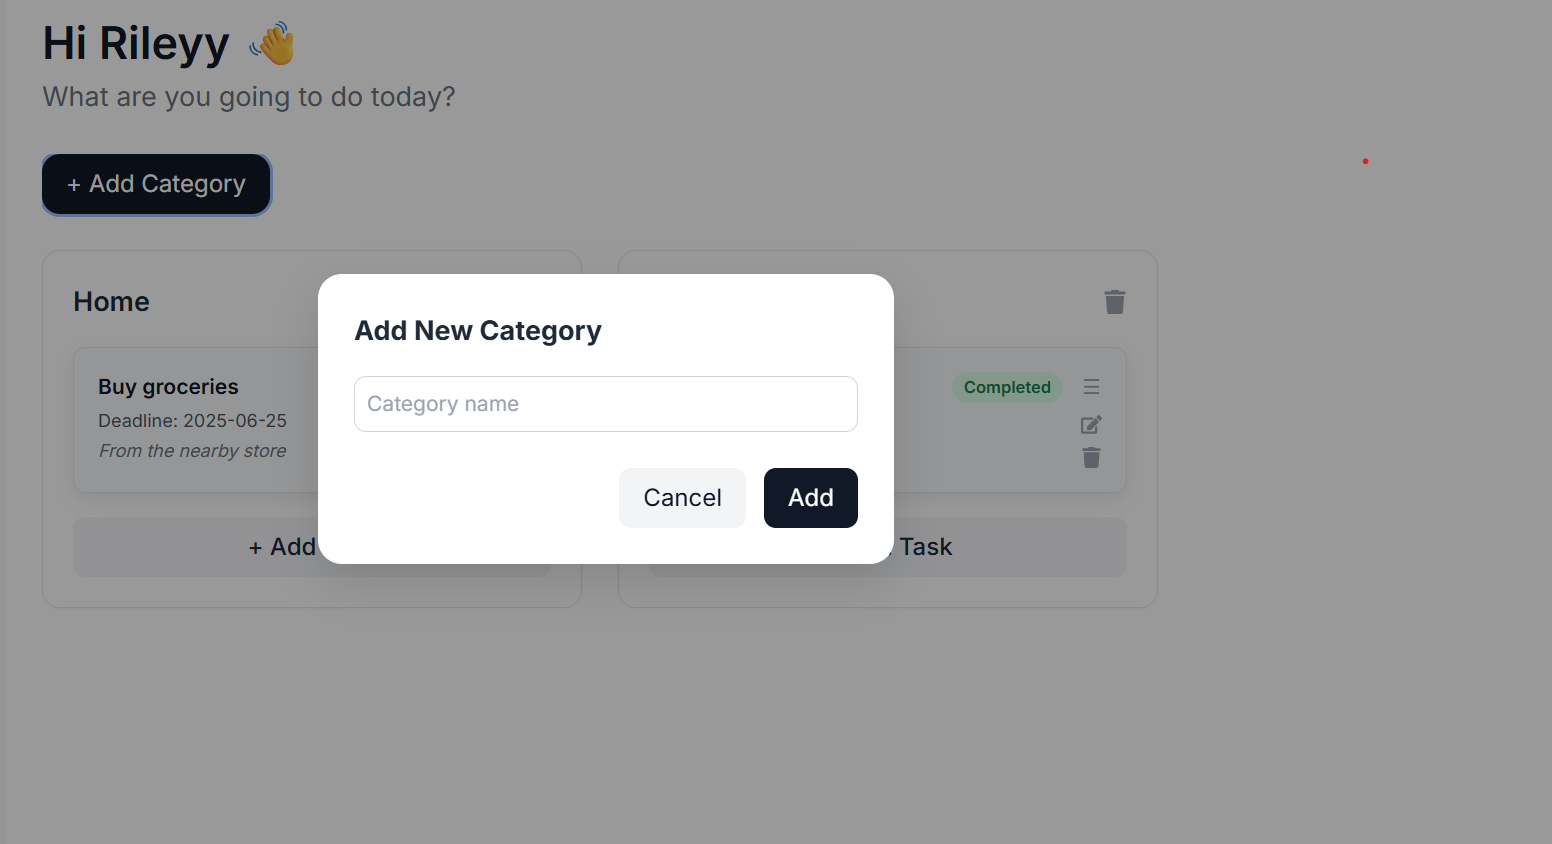 Hi Rileyy 👋
What are you going to do today?
+ Add Category
Home
Add New Category
Buy groceries
Category name
Completed
Deadline: 2025-06-25
From the nearby store
Cancel
Add
+ Add
Task